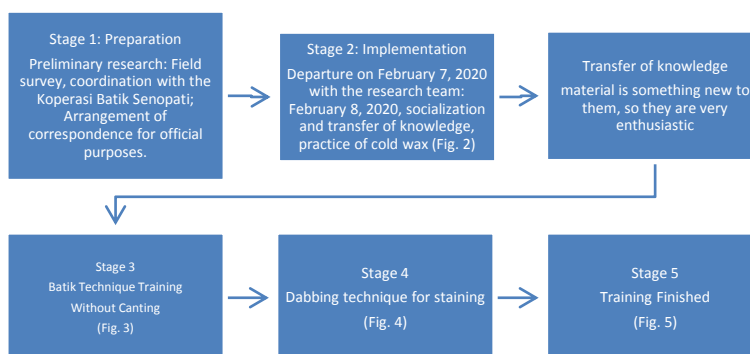 Stage 1: Preparation
Preliminary research: Field
survey, coordination with the
Koperasi Batik Senopati;
Arrangement of
correspondence for official
purposes.
Stage 2: Implementation
Departure on February 7, 2020
with the research team:
February 8, 2020, socialization
and transfer of knowledge,
practice of cold wax (Fig. 2)
Transfer of knowledge
material is something new to
them, so they are very
enthusiastic
Stage 3
Batik Technique Training
Without Canting
(Fig. 3)
Stage 4
Dabbing technique for staining
(Fig. 4)
Stage 5
Training Finished
(Fig. 5)